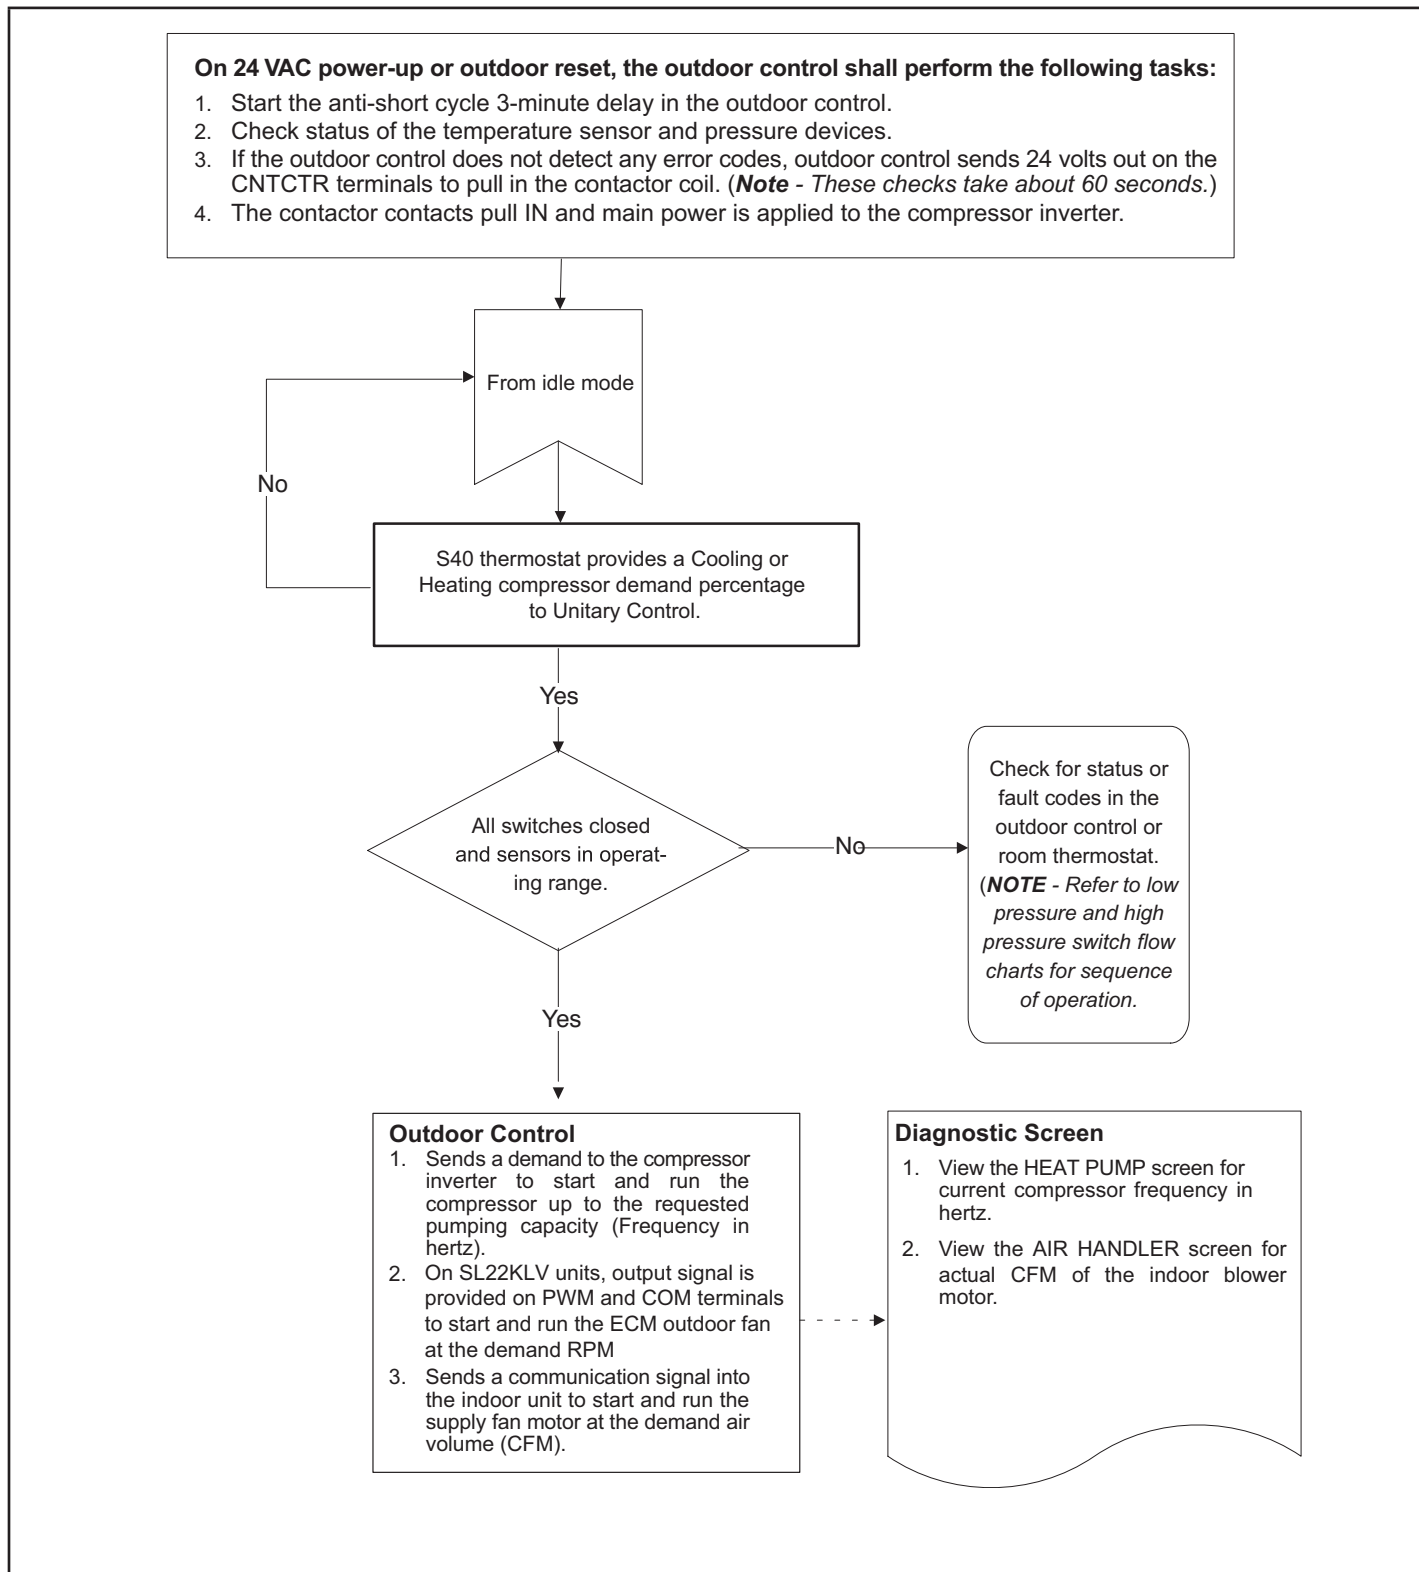 On 24 VAC power-up or outdoor reset, the outdoor control shall perform the following tasks:
1. Start the anti-short cycle 3-minute delay in the outdoor control.
2. Check status of the temperature sensor and pressure devices.
3. If the outdoor control does not detect any error codes, outdoor control sends 24 volts out on the
CNTCTR terminals to pull in the contactor coil. (Note - These checks take about 60 seconds.)
4. The contactor contacts pull IN and main power is applied to the compressor inverter.
From idle mode
No
S40 thermostat provides a Cooling or
Heating compressor demand percentage
to Unitary Control.
Yes
All switches closed
and sensors in operat-
ing range.
No
Check for status or
fault codes in the
outdoor control or
room thermostat.
(NOTE - Refer to low
pressure and high
pressure switch flow
charts for sequence
of operation.
Yes
Outdoor Control
1. Sends a demand to the compressor
inverter to start and run the
compressor up to the requested
pumping capacity (Frequency in
hertz).
2. On SL22KLV units, output signal is
provided on PWM and COM terminals
to start and run the ECM outdoor fan
at the demand RPM
3. Sends a communication signal into
the indoor unit to start and run the
supply fan motor at the demand air
volume (CFM).
Diagnostic Screen
1. View the HEAT PUMP screen for
current compressor frequency in
hertz.
2. View the AIR HANDLER screen for
actual CFM of the indoor blower
motor.